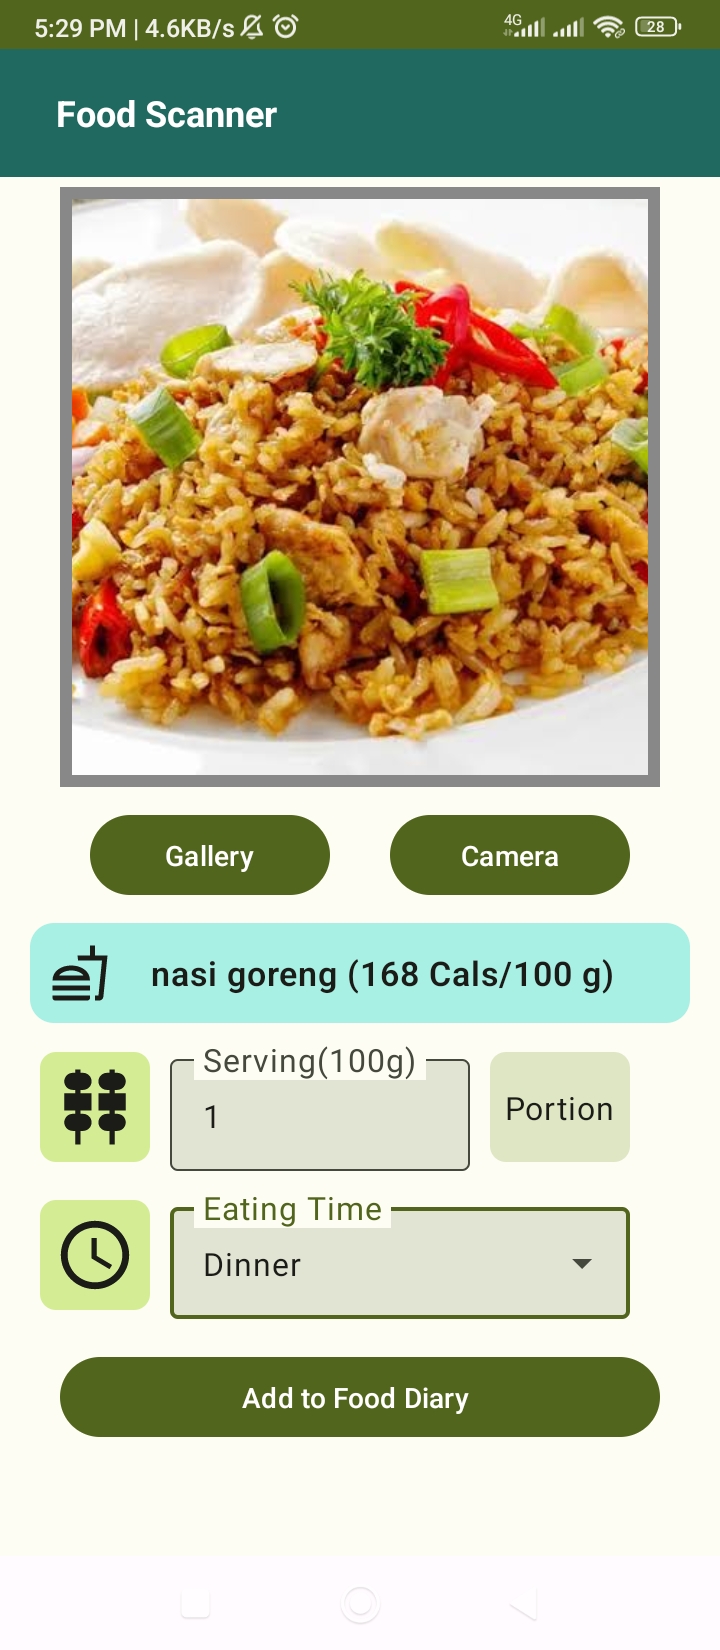 5:29 PM | 4.6KB/s 4G 28
Food Scanner
Gallery Camera
nasi goreng (168 Cals/100 g)
Serving(100g)
1 Portion
Eating Time
Dinner
Add to Food Diary